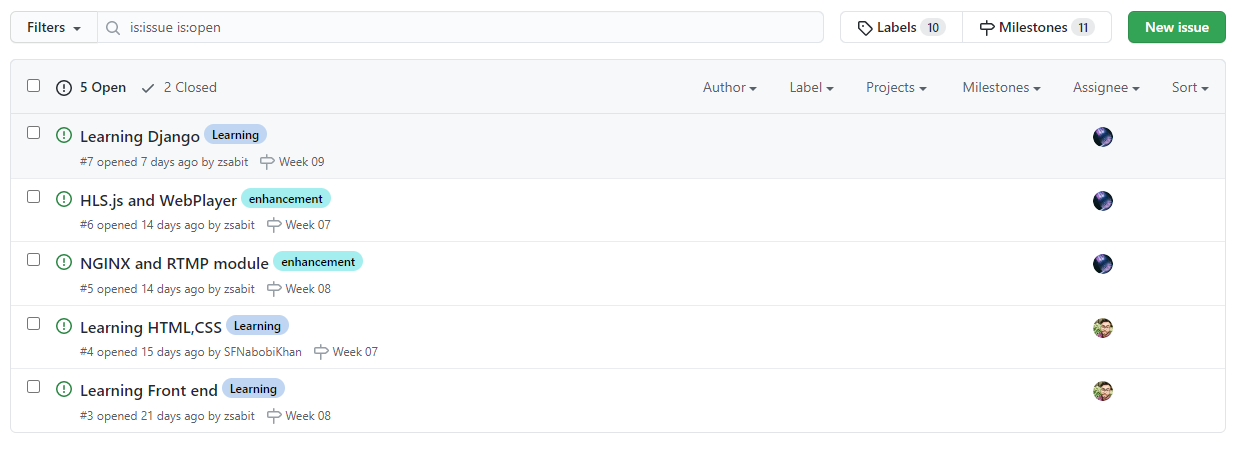 Filters is:issue is:open Labels 10 Milestones 11 New issue
5 Open 2 Closed Author Label Projects Milestones Assignee Sort
Learning Django Learning
#7 opened 7 days ago by zsabit Week 09
HLS.js and WebPlayer enhancement
#6 opened 14 days ago by zsabit Week 07
NGINX and RTMP module enhancement
#5 opened 14 days ago by zsabit Week 08
Learning HTML,CSS Learning
#4 opened 15 days ago by SFNabobiKhan Week 07
Learning Front end Learning
#3 opened 21 days ago by zsabit Week 08